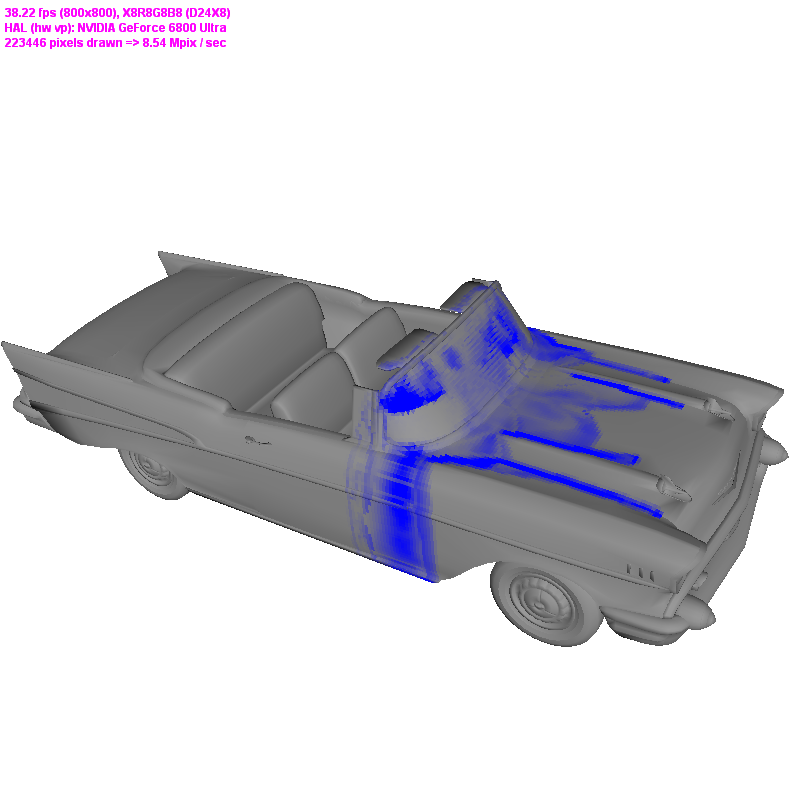 38.22 fps (800x800), X8R8G8B8 (D24X8)
HAL (hw vp): NVIDIA GeForce 6800 Ultra
223446 pixels drawn => 8.54 Mpix / sec